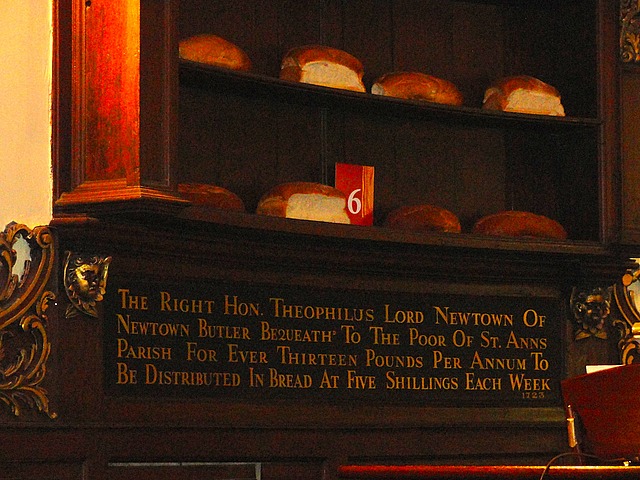 6
THE RIGHT HON. THEOPHILUS LORD NEWTOWN OF
NEWTOWN BUTLER BE2UEATHD TO THE POOR OF ST. ANNS
PARISH FOR EVER THIRTEEN POUNDS PER ANNUM TO
BE DISTRIBUTED IN BREAD AT FIVE SHILLINGS EACH WEEK
1723